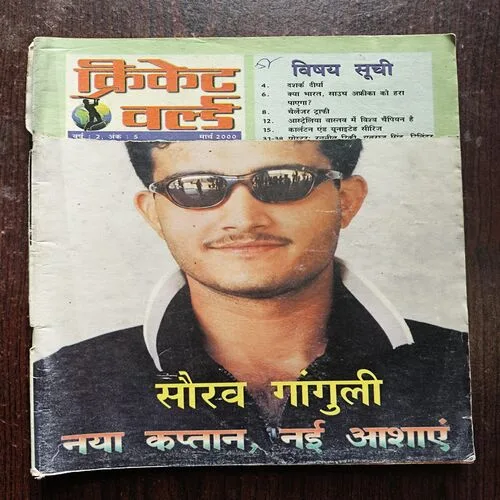 क्रिकेट
वर्ल्ड
वर्ष : 2, अंक : 5 मार्च 2000
विषय सूची
4. दशर्क दीर्घा
6. क्या भारत, साउथ अफ्रीका को हरा
पाएगा?
8. चैलेंजर ट्राफी
12. आस्ट्रेलिया वास्तव में विश्व चैंपियन है
15. कार्लटन एंड यूनाइटेड सीरिज
सौरव गांगुली
नया कप्तान, नई आशाएं